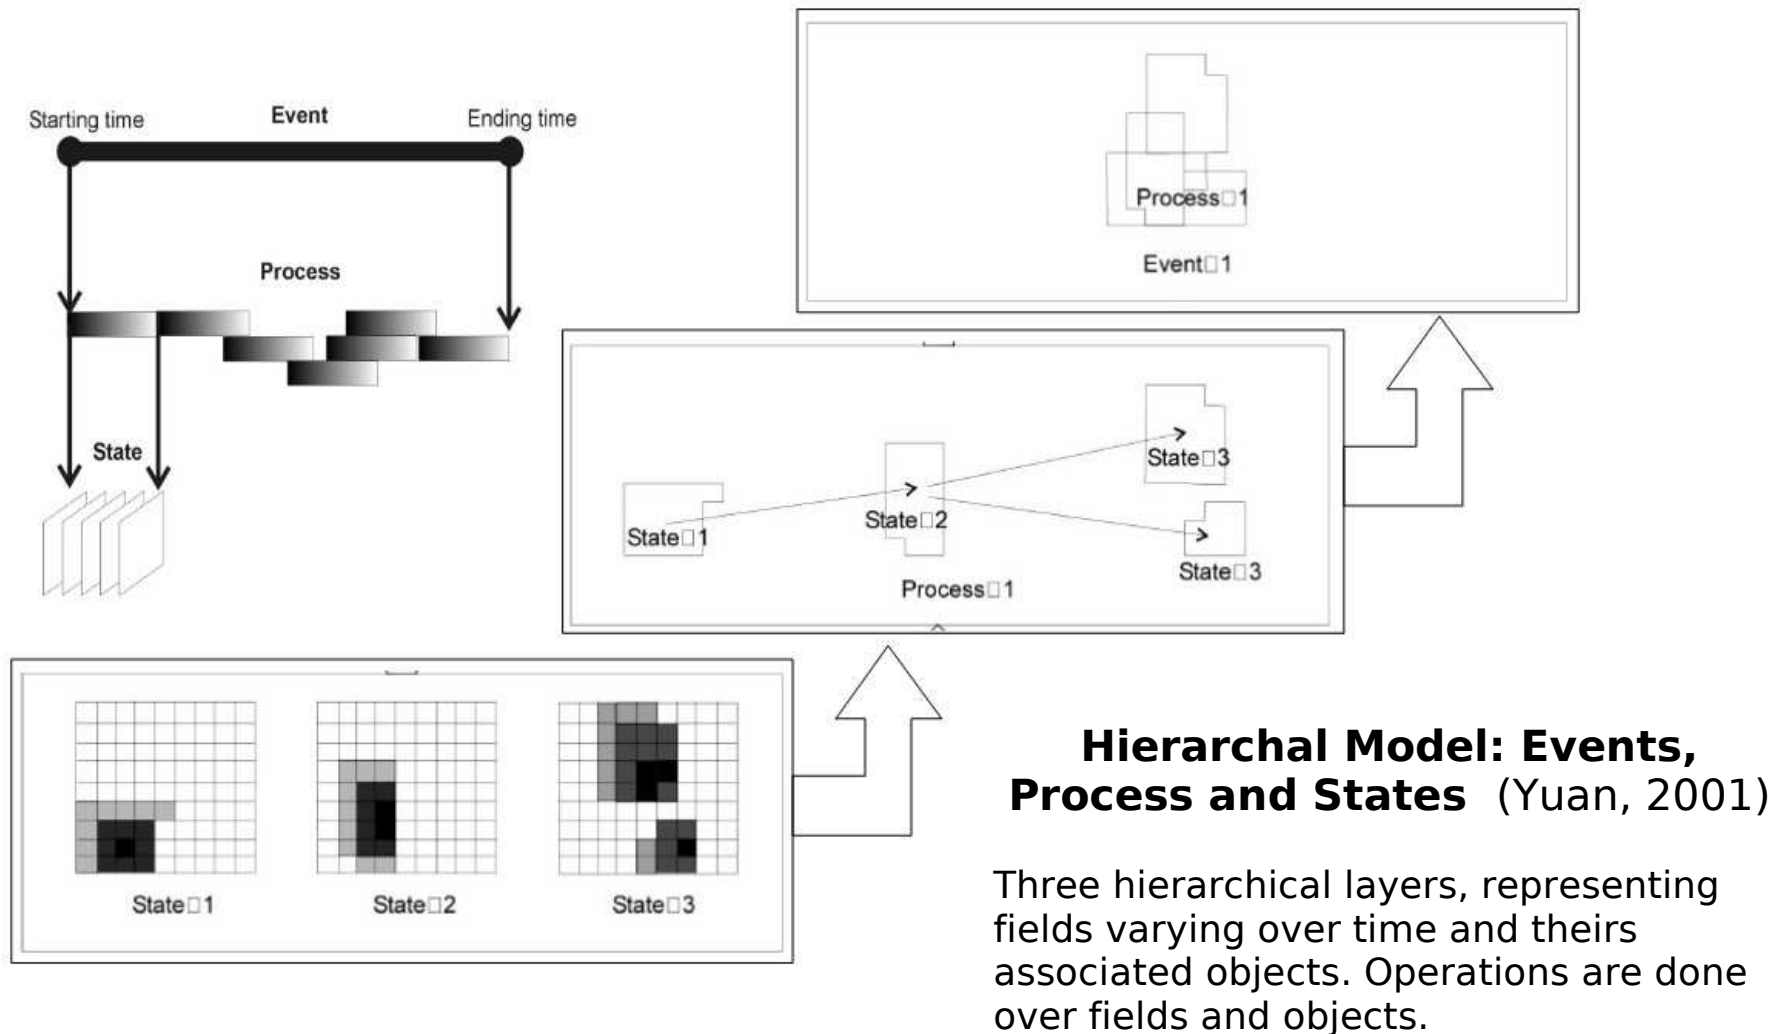 Starting time
Event
Ending time
Process
State
Process□1
Event□1
State□1
State□2
State□3
State□3
Process□1
State□1
State□2
State□3
Hierarchal Model: Events,
Process and States (Yuan, 2001)
Three hierarchical layers, representing
fields varying over time and theirs
associated objects. Operations are done
over fields and objects.